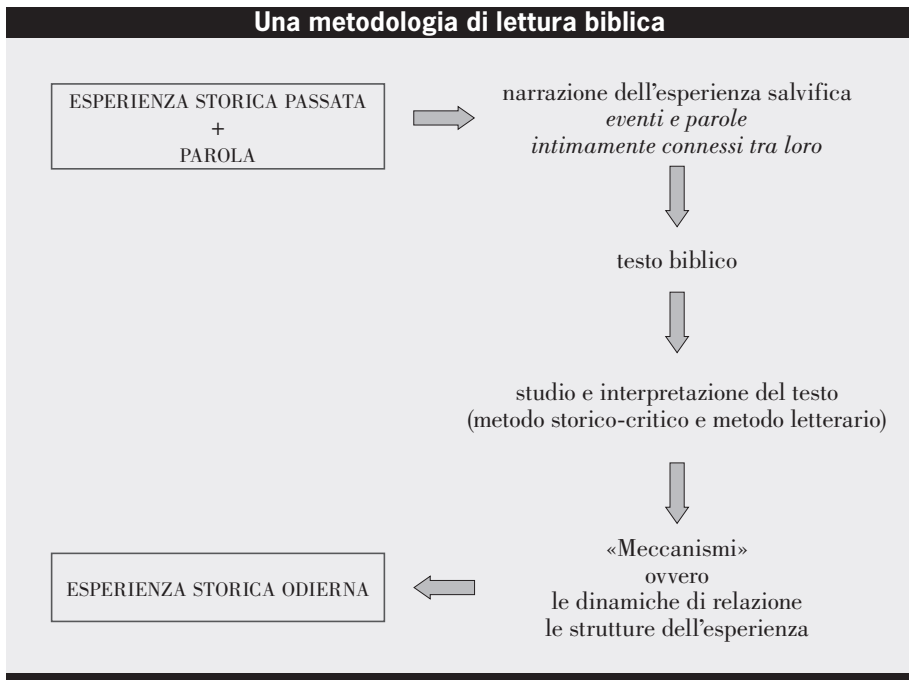 Una metodologia di lettura biblica
ESPERIENZA STORICA PASSATA
+
PAROLA
narrazione dell'esperienza salvifica
eventi e parole
intimamente connessi tra loro
testo biblico
studio e interpretazione del testo
(metodo storico-critico e metodo letterario)
«Meccanismi»
ovvero
le dinamiche di relazione
le strutture dell'esperienza
ESPERIENZA STORICA ODIERNA